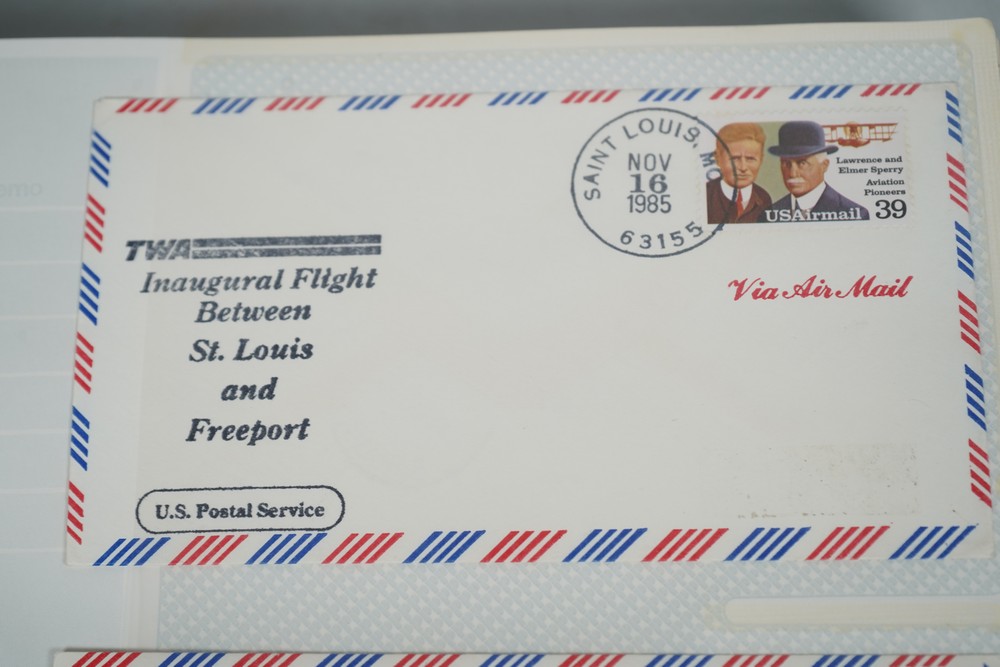 SAINT LOUIS, MO
NOV
16
1985
63155
Lawrence and
Elmer Sperry
Aviation
Pioneers
USAirmail 39
Via Air Mail
TWA
Inaugural Flight
Between
St. Louis
and
Freeport
U.S. Postal Service